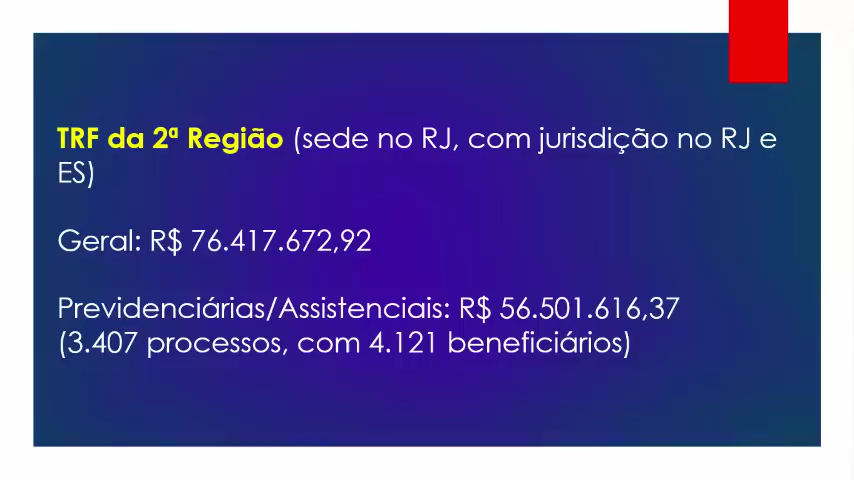 TRF da 2ª Região (sede no RJ, com jurisdição no RJ e
ES)
Geral: R$ 76.417.672,92
Previdenciárias/Assistenciais: R$ 56.501.616,37
(3.407 processos, com 4.121 beneficiários)